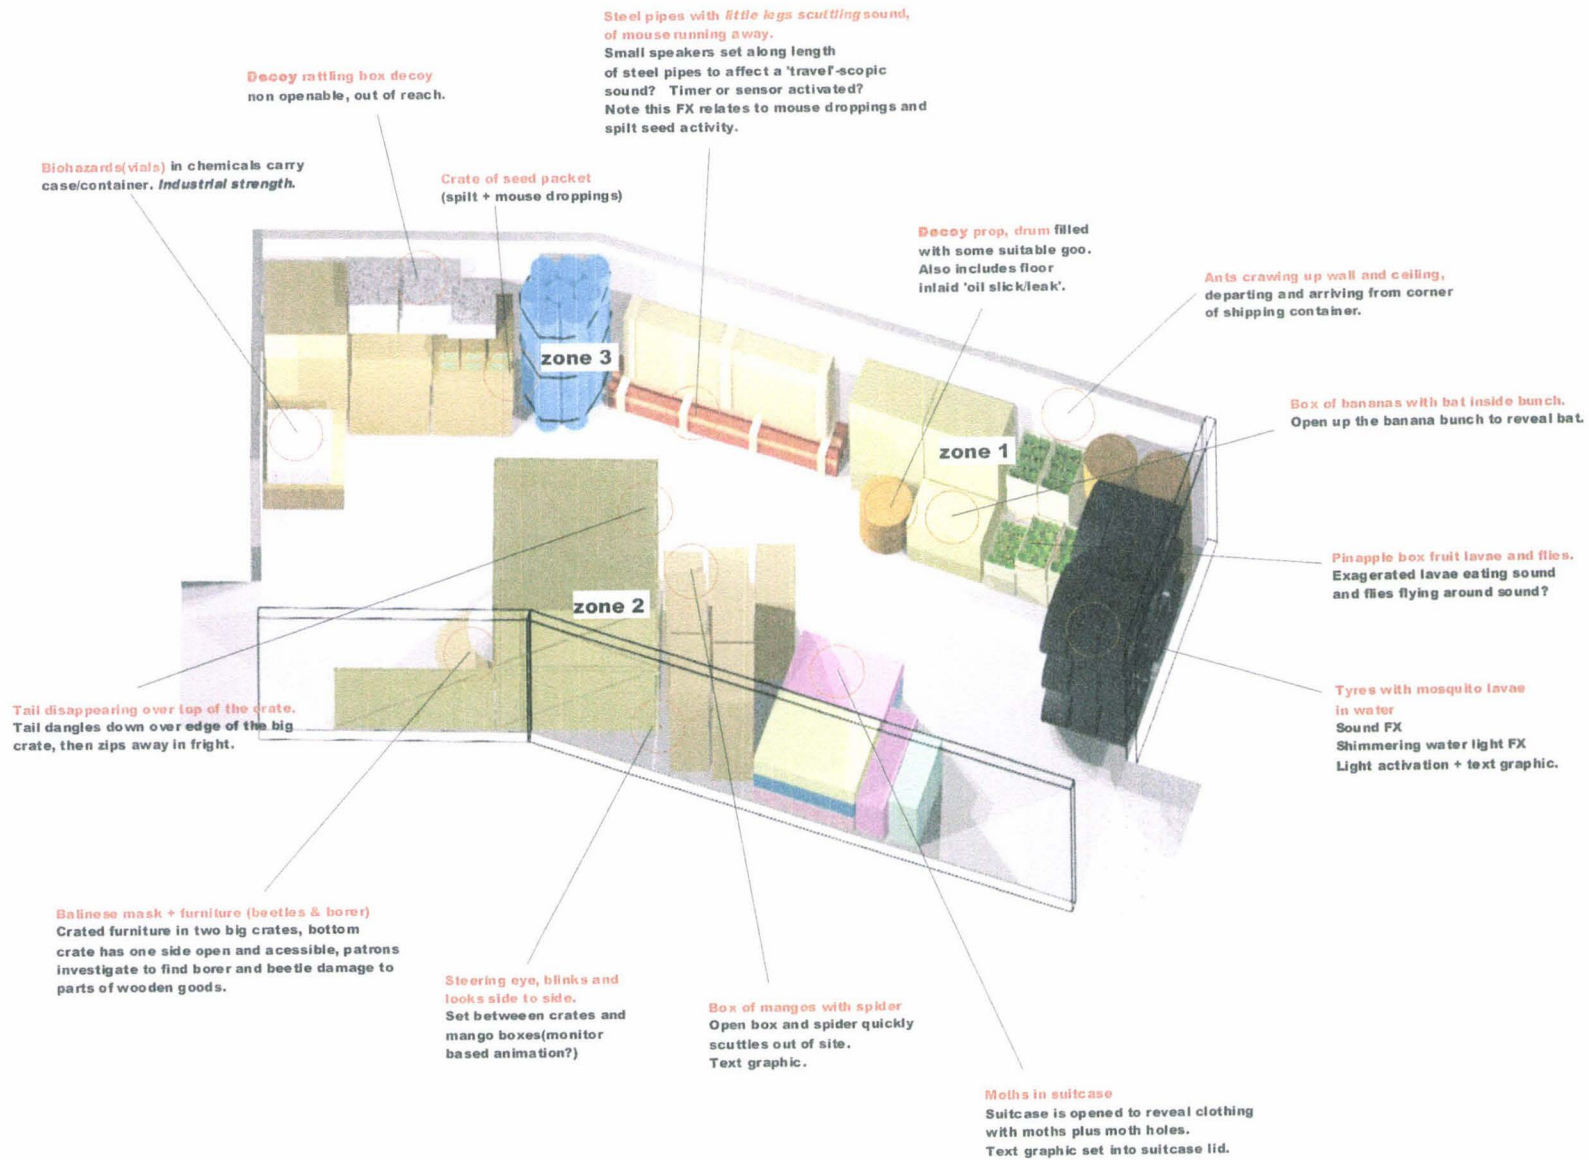 Steel pipes with little legs scuttling sound,
of mouse running away.
Small speakers set along length
of steel pipes to affect a 'travel'-scopic
sound? Timer or sensor activated?
Note this FX relates to mouse droppings and
spilt seed activity.
Decoy rattling box decoy
non openable, out of reach.
Biohazards(vials) in chemicals carry
case/container. Industrial strength.
Crate of seed packet
(spilt + mouse droppings)
Decoy prop, drum filled
with some suitable goo.
Also includes floor
inlaid 'oil slick/leak'.
Ants crawing up wall and ceiling,
departing and arriving from corner
of shipping container.
zone 3
Box of bananas with bat inside bunch.
Open up the banana bunch to reveal bat.
zone 1
Pinapple box fruit lavae and flies.
Exagerated lavae eating sound
and flies flying around sound?
zone 2
Tyres with mosquito lavae
in water
Sound FX
Shimmering water light FX
Light activation + text graphic.
Tail disappearing over top of the crate.
Tail dangles down over edge of the big
crate, then zips away in fright.
Balinese mask + furniture (beetles & borer)
Crated furniture in two big crates, bottom
crate has one side open and acessible, patrons
investigate to find borer and beetle damage to
parts of wooden goods.
Steering eye, blinks and
looks side to side.
Set betweeen crates and
mango boxes(monitor
based animation?)
Box of mangos with spider
Open box and spider quickly
scuttles out of site.
Text graphic.
Moths in suitcase
Suitcase is opened to reveal clothing
with moths plus moth holes.
Text graphic set into suitcase lid.